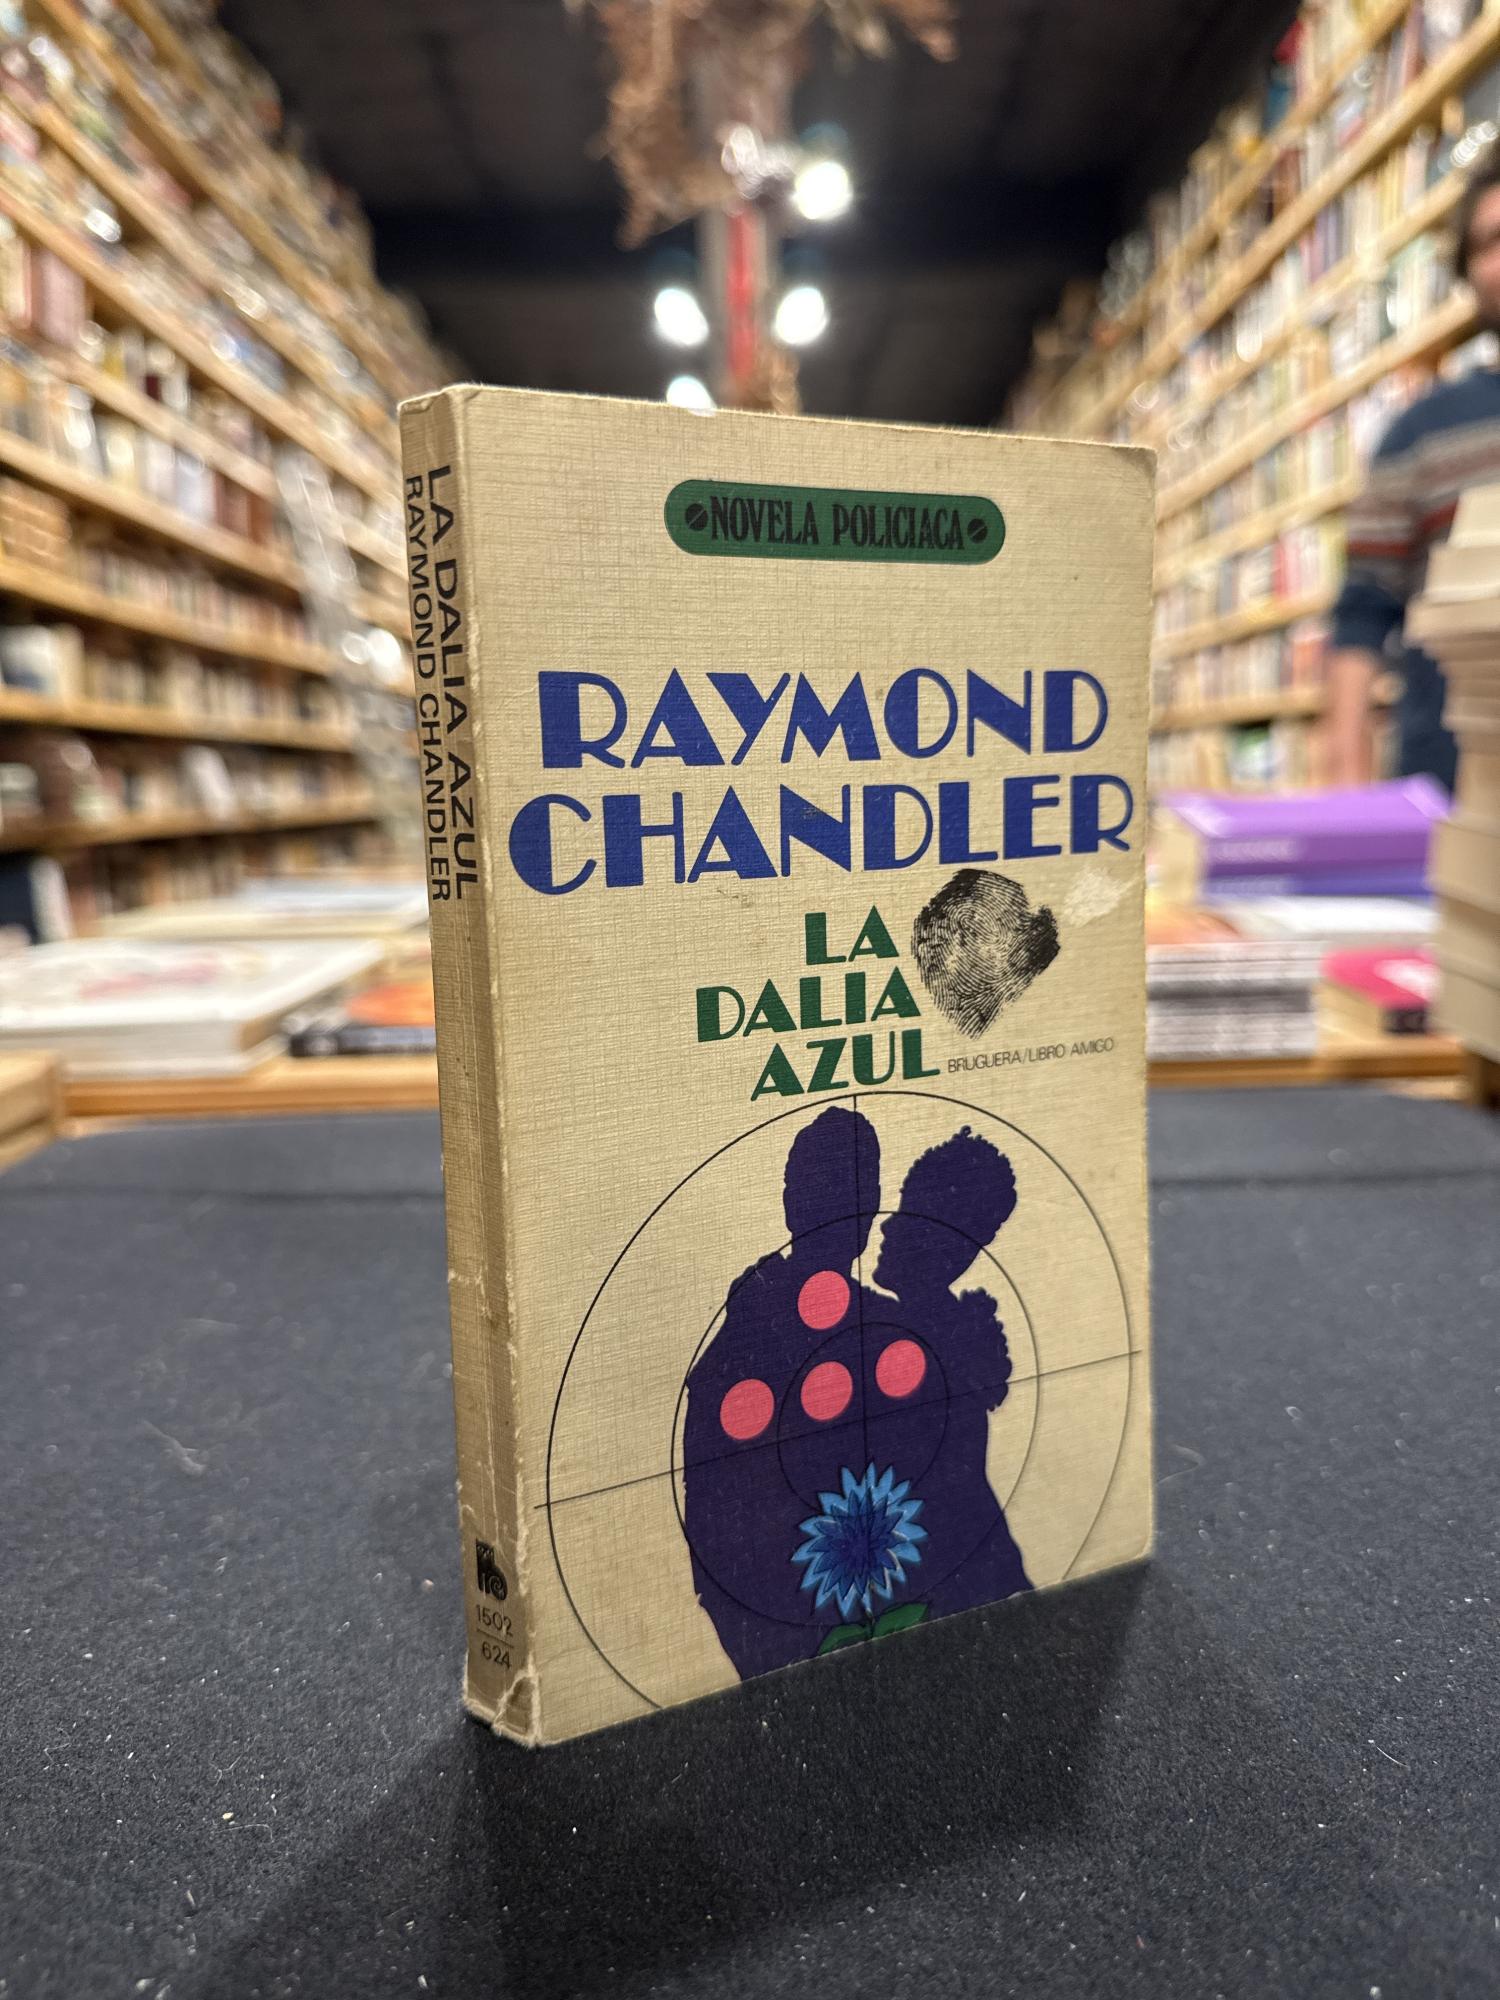 LA DALIA AZUL
RAYMOND CHANDLER
1502
624
NOVELA POLICIACA
RAYMOND
CHANDLER
LA
DALIA
AZUL
BRUGUERA/LIBRO AMIGO